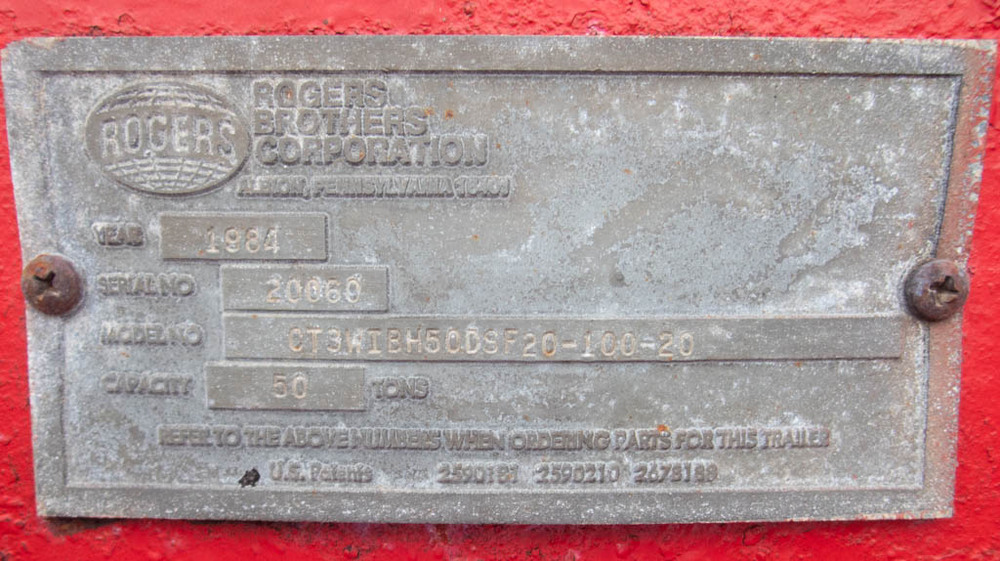 ROGERS
ROGERS
BROTHERS
CORPORATION
ALBION, PENNSYLVANIA 16401
YEAR 1984
SERIAL NO 20060
MODEL NO CT3WIBH50DSF20-100-20
CAPACITY 50 TONS
REFER TO THE ABOVE NUMBERS WHEN ORDERING PARTS FOR THIS TRAILER
U.S. Patents 2590181 2590210 2675188